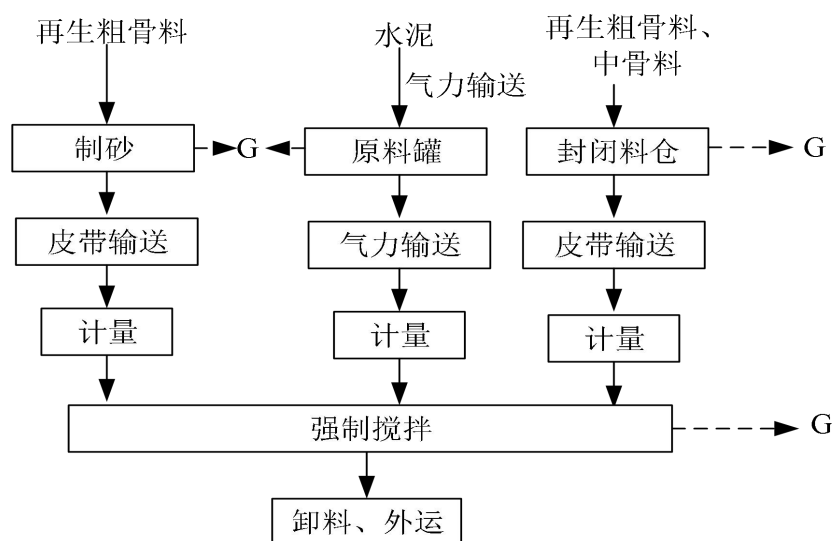 再生粗骨料
水泥
再生粗骨料、
中骨料
气力输送
制砂
G
原料罐
封闭料仓
G
皮带输送
气力输送
皮带输送
计量
计量
计量
强制搅拌
G
卸料、外运